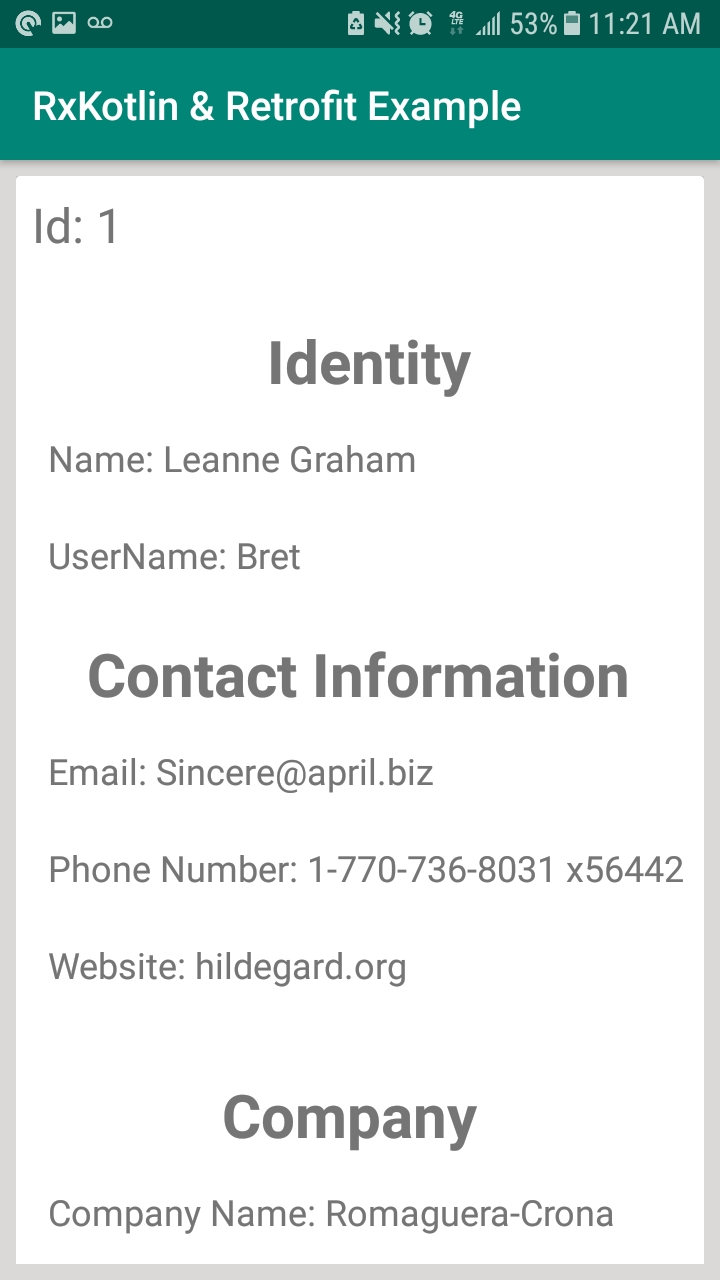 4G
LTE
53% 11:21 AM
RxKotlin & Retrofit Example
Id: 1
Identity
Name: Leanne Graham
UserName: Bret
Contact Information
Email: Sincere@april.biz
Phone Number: 1-770-736-8031 x56442
Website: hildegard.org
Company
Company Name: Romaguera-Crona